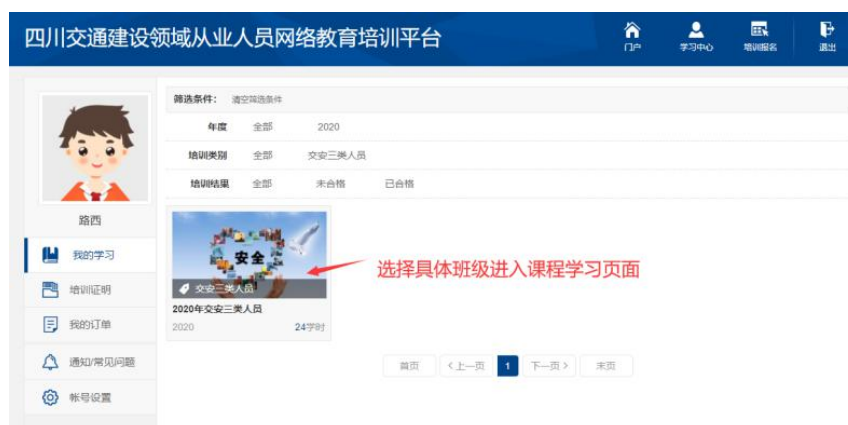 四川交通建设领域从业人员网络教育培训平台
门户 学习中心 培训报名 退出
筛选条件： 清空筛选条件
年度 全部 2020
培训类别 全部 交安三类人员
培训结果 全部 未合格 已合格
路西
我的学习
培训证明
我的订单
通知/常见问题
帐号设置
安全
交安三类人员
2020年交安三类人员
2020 24学时
选择具体班级进入课程学习页面
首页 <上一页 1 下一页> 末页